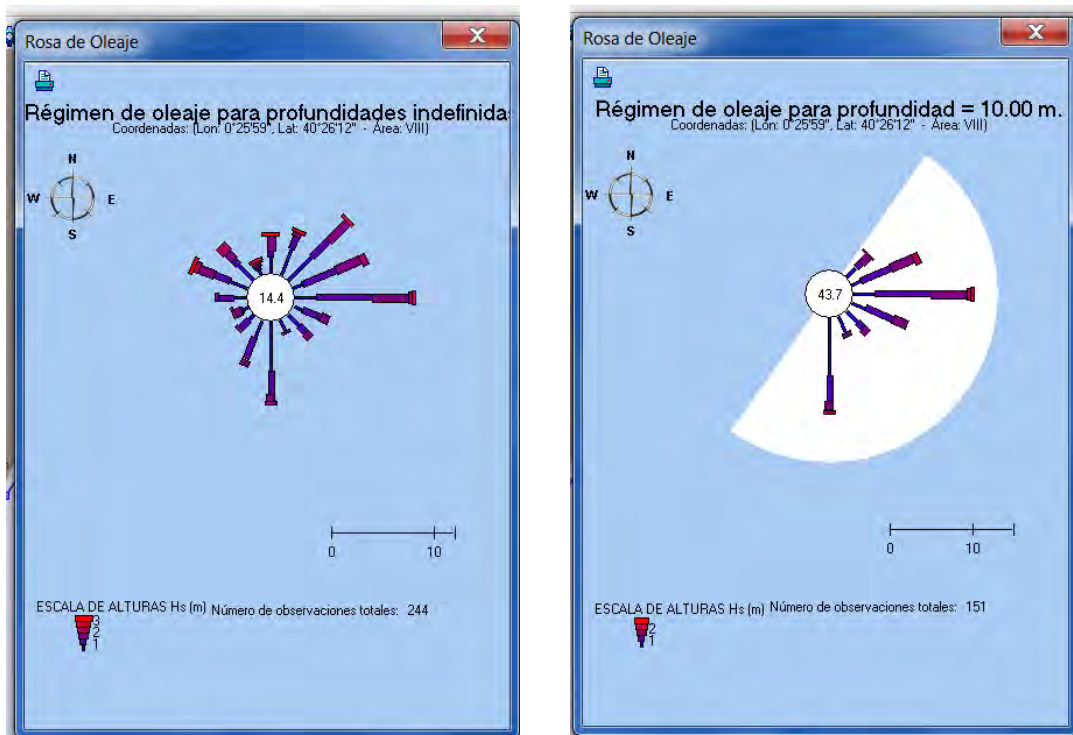 Rosa de Oleaje
X
Régimen de oleaje para profundidades indefinidas
Coordenadas: (Lon: 0°25'59", Lat: 40°26'12" - Área: VIII)
N
W
E
S
14.4
0
10
ESCALA DE ALTURAS Hs (m)
Número de observaciones totales: 244
3
2
1
Rosa de Oleaje
X
Régimen de oleaje para profundidad = 10.00 m.
Coordenadas: (Lon: 0°25'59", Lat: 40°26'12" - Área: VIII)
N
W
E
S
43.7
0
10
ESCALA DE ALTURAS Hs (m)
Número de observaciones totales: 151
2
1